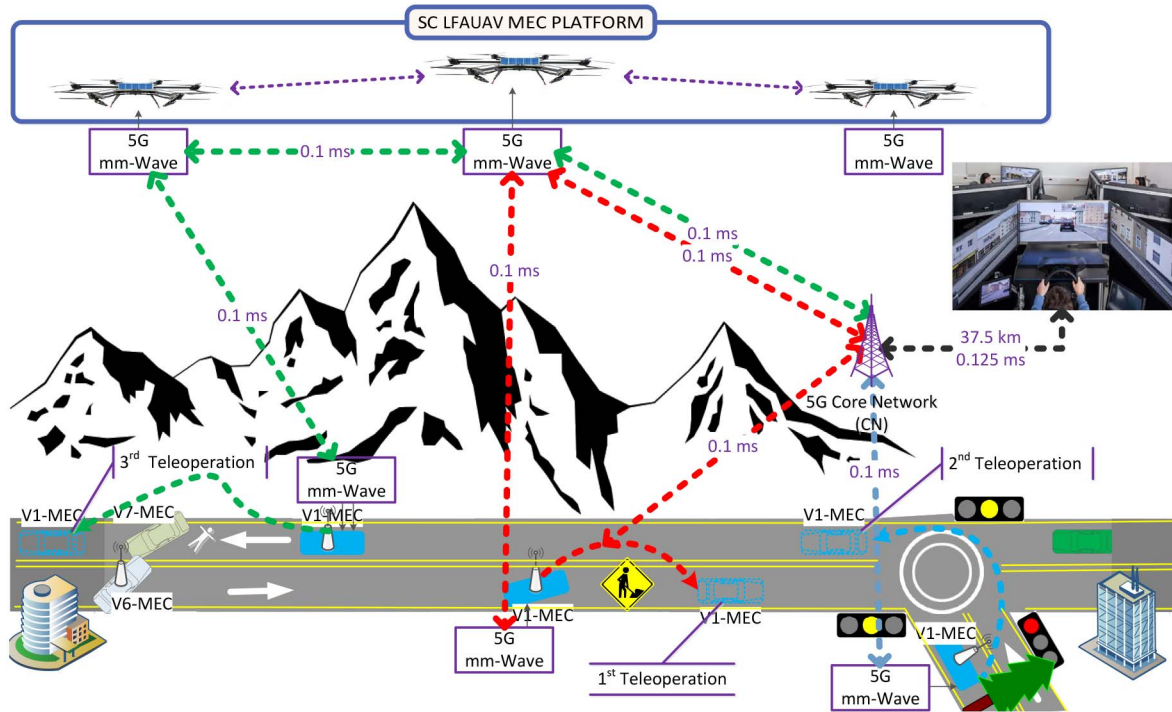 SC LFAUAV MEC PLATFORM
5G
mm-Wave
5G
mm-Wave
5G
mm-Wave
0.1 ms
0.1 ms
0.1 ms
0.1 ms
0.1 ms
37.5 km
0.125 ms
5G Core Network
(CN)
0.1 ms
0.1 ms
3rd Teleoperation
2nd Teleoperation
5G
mm-Wave
V1-MEC
V7-MEC
V1-MEC
V1-MEC
V6-MEC
V1-MEC
V1-MEC
V1-MEC
5G
mm-Wave
1st Teleoperation
5G
mm-Wave